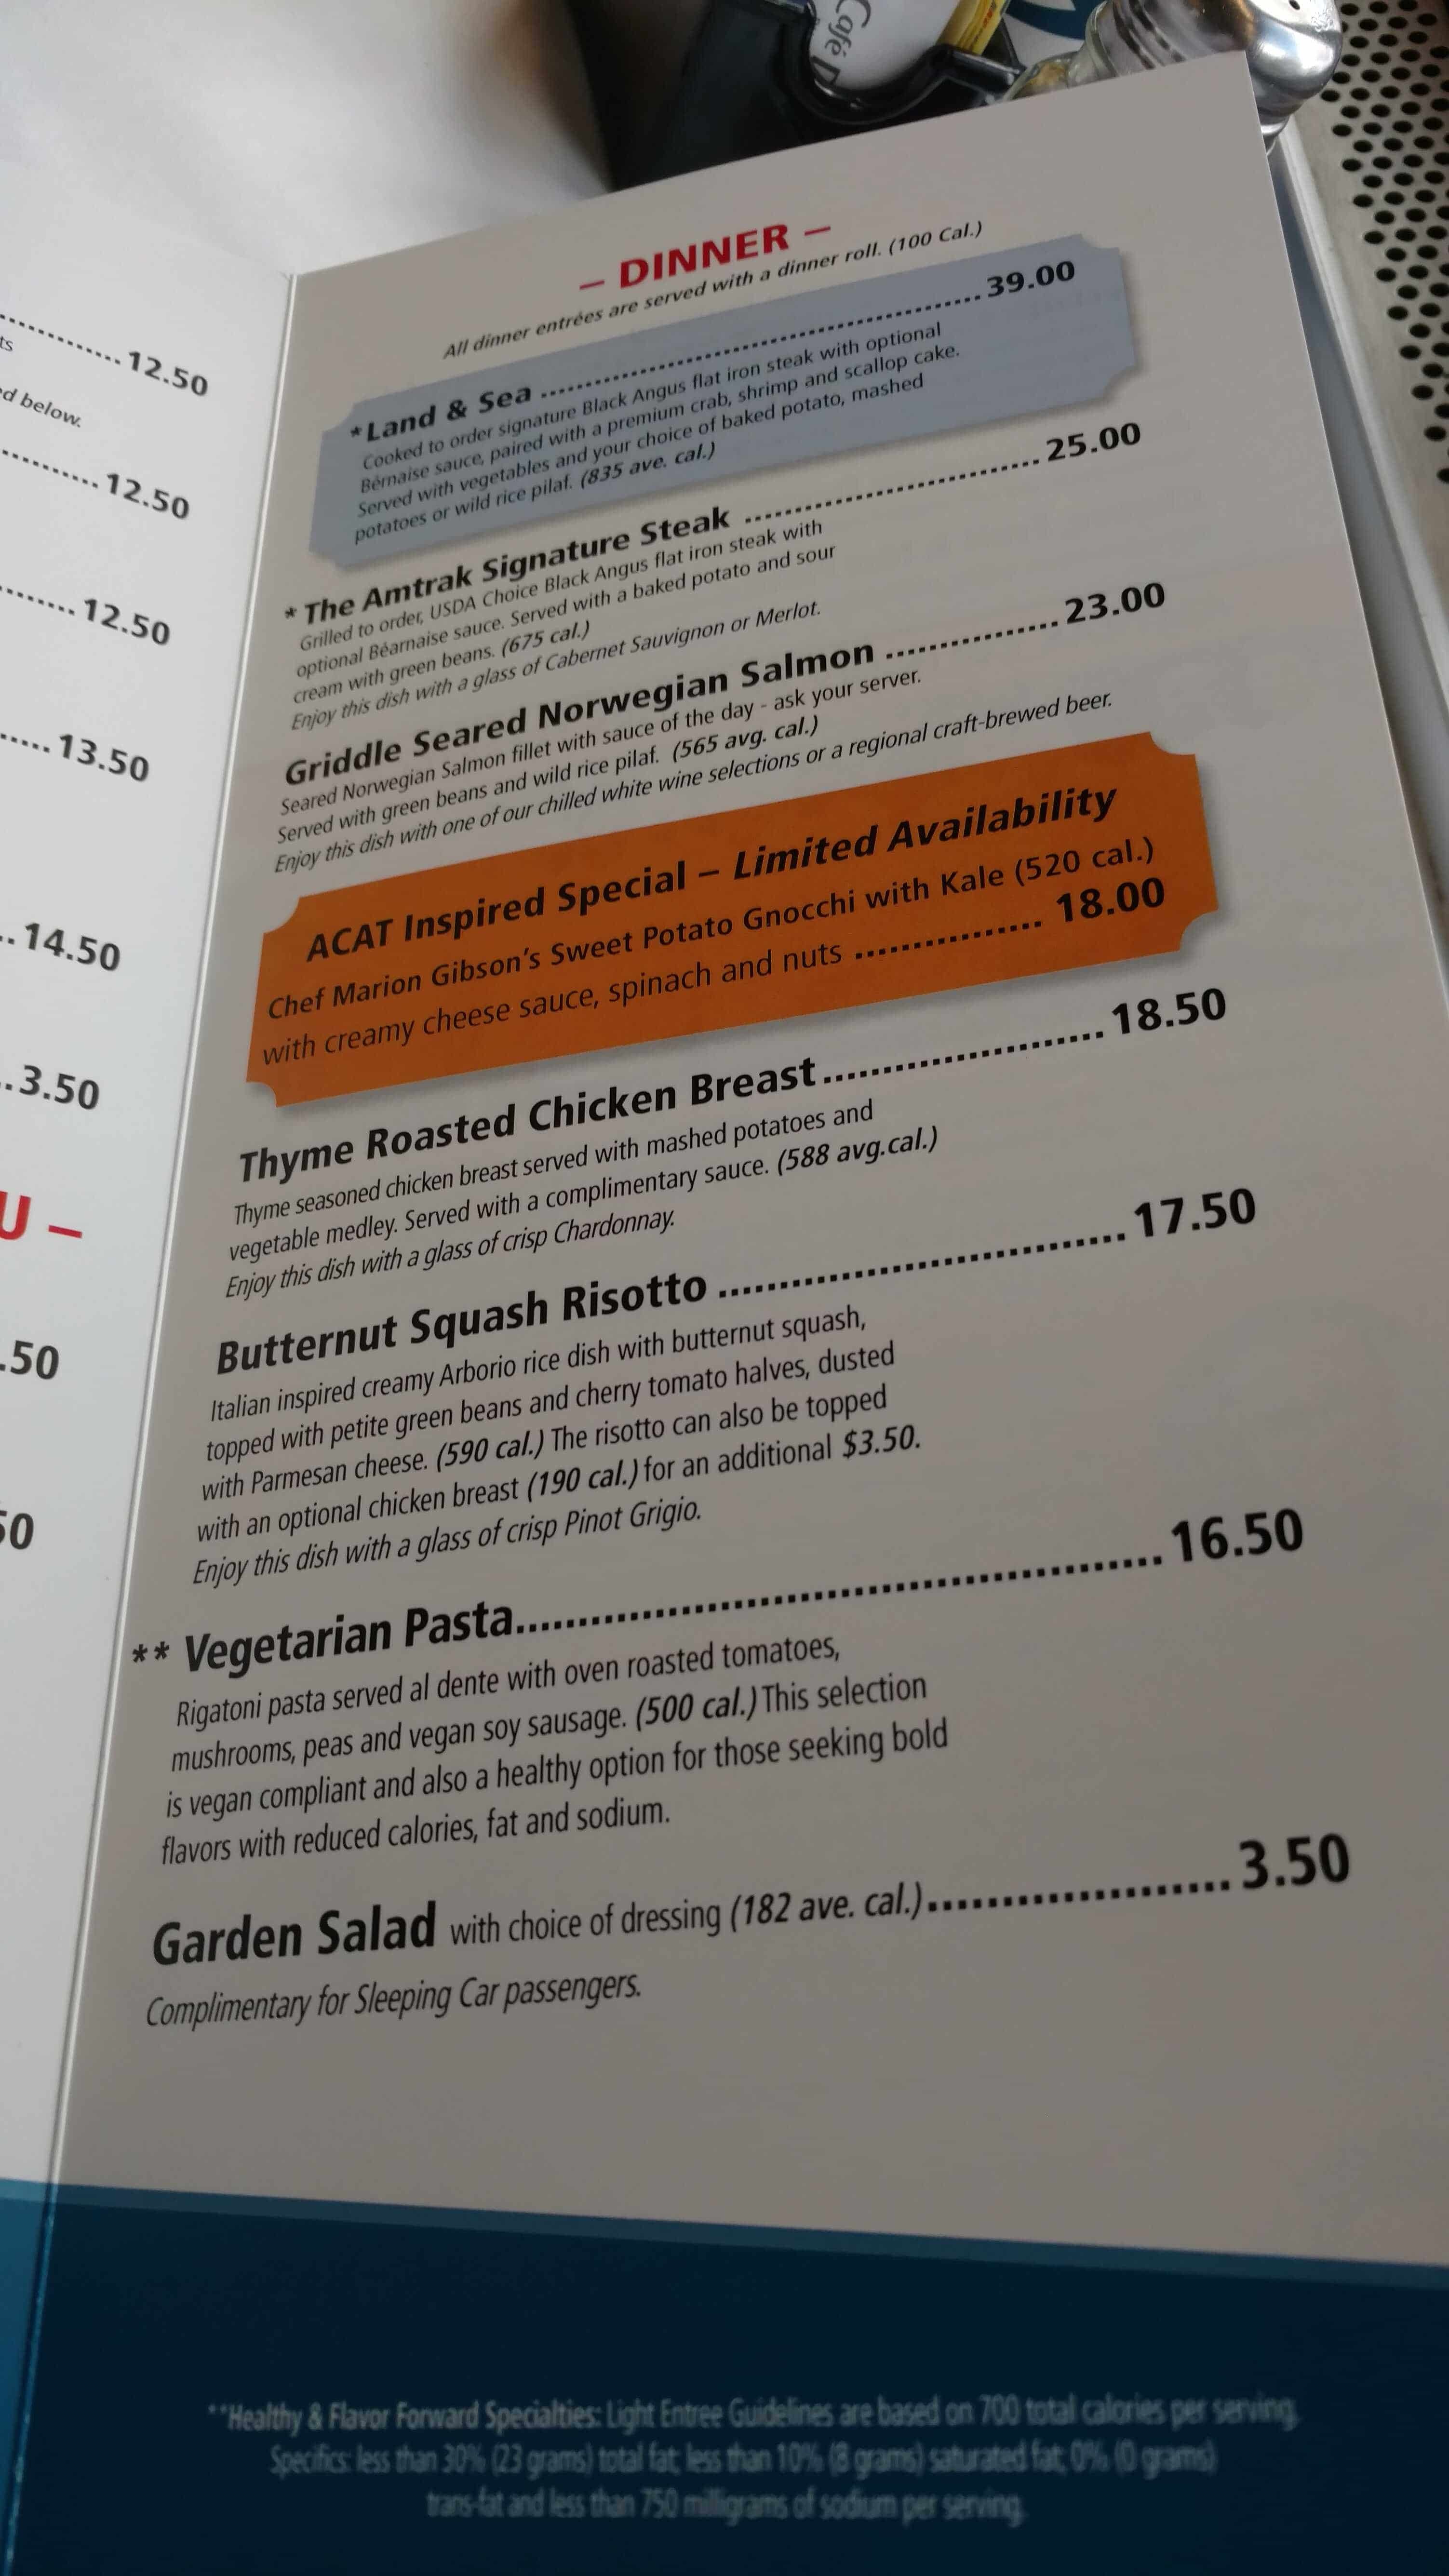 Café D
ts
12.50
d below.
12.50
12.50
13.50
14.50
3.50
U –
.50
50
– DINNER –
All dinner entrées are served with a dinner roll. (100 Cal.)
*Land & Sea ........ 39.00
Cooked to order signature Black Angus flat iron steak with optional
Bérnaise sauce, paired with a premium crab, shrimp and scallop cake.
Served with vegetables and your choice of baked potato, mashed
potatoes or wild rice pilaf. (835 ave. cal.)
* The Amtrak Signature Steak ........ 25.00
Grilled to order, USDA Choice Black Angus flat iron steak with
optional Béarnaise sauce. Served with a baked potato and sour
cream with green beans. (675 cal.)
Enjoy this dish with a glass of Cabernet Sauvignon or Merlot.
Griddle Seared Norwegian Salmon ........ 23.00
Seared Norwegian Salmon fillet with sauce of the day - ask your server.
Served with green beans and wild rice pilaf. (565 avg. cal.)
Enjoy this dish with one of our chilled white wine selections or a regional craft-brewed beer.
ACAT Inspired Special – Limited Availability
Chef Marion Gibson's Sweet Potato Gnocchi with Kale (520 cal.)
with creamy cheese sauce, spinach and nuts ........ 18.00
Thyme Roasted Chicken Breast ........ 18.50
Thyme seasoned chicken breast served with mashed potatoes and
vegetable medley. Served with a complimentary sauce. (588 avg.cal.)
Enjoy this dish with a glass of crisp Chardonnay.
Butternut Squash Risotto ........ 17.50
Italian inspired creamy Arborio rice dish with butternut squash,
topped with petite green beans and cherry tomato halves, dusted
with Parmesan cheese. (590 cal.) The risotto can also be topped
with an optional chicken breast (190 cal.) for an additional $3.50.
Enjoy this dish with a glass of crisp Pinot Grigio.
** Vegetarian Pasta ........ 16.50
Rigatoni pasta served al dente with oven roasted tomatoes,
mushrooms, peas and vegan soy sausage. (500 cal.) This selection
is vegan compliant and also a healthy option for those seeking bold
flavors with reduced calories, fat and sodium.
Garden Salad with choice of dressing (182 ave. cal.) ........ 3.50
Complimentary for Sleeping Car passengers.
**Healthy & Flavor Forward Specialties: Light Entree Guidelines are based on 700 total calories per serving.
Specifics: less than 30% (23 grams) total fat; less than 10% (8 grams) saturated fat; 0% (0 grams)
trans-fat and less than 750 milligrams of sodium per serving.